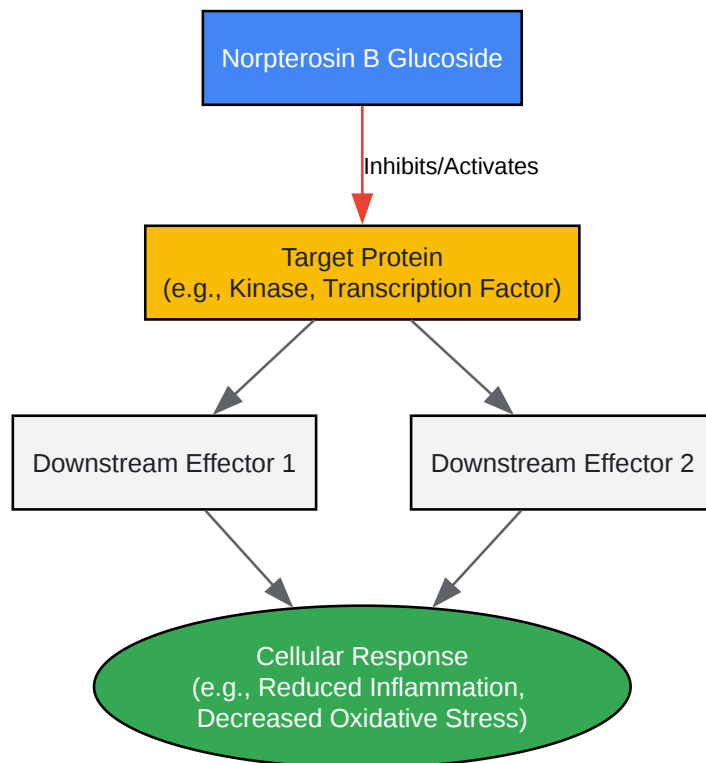 Norpterosin B Glucoside
Inhibits/Activates
Target Protein
(e.g., Kinase, Transcription Factor)
Downstream Effector 1
Downstream Effector 2
Cellular Response
(e.g., Reduced Inflammation,
Decreased Oxidative Stress)